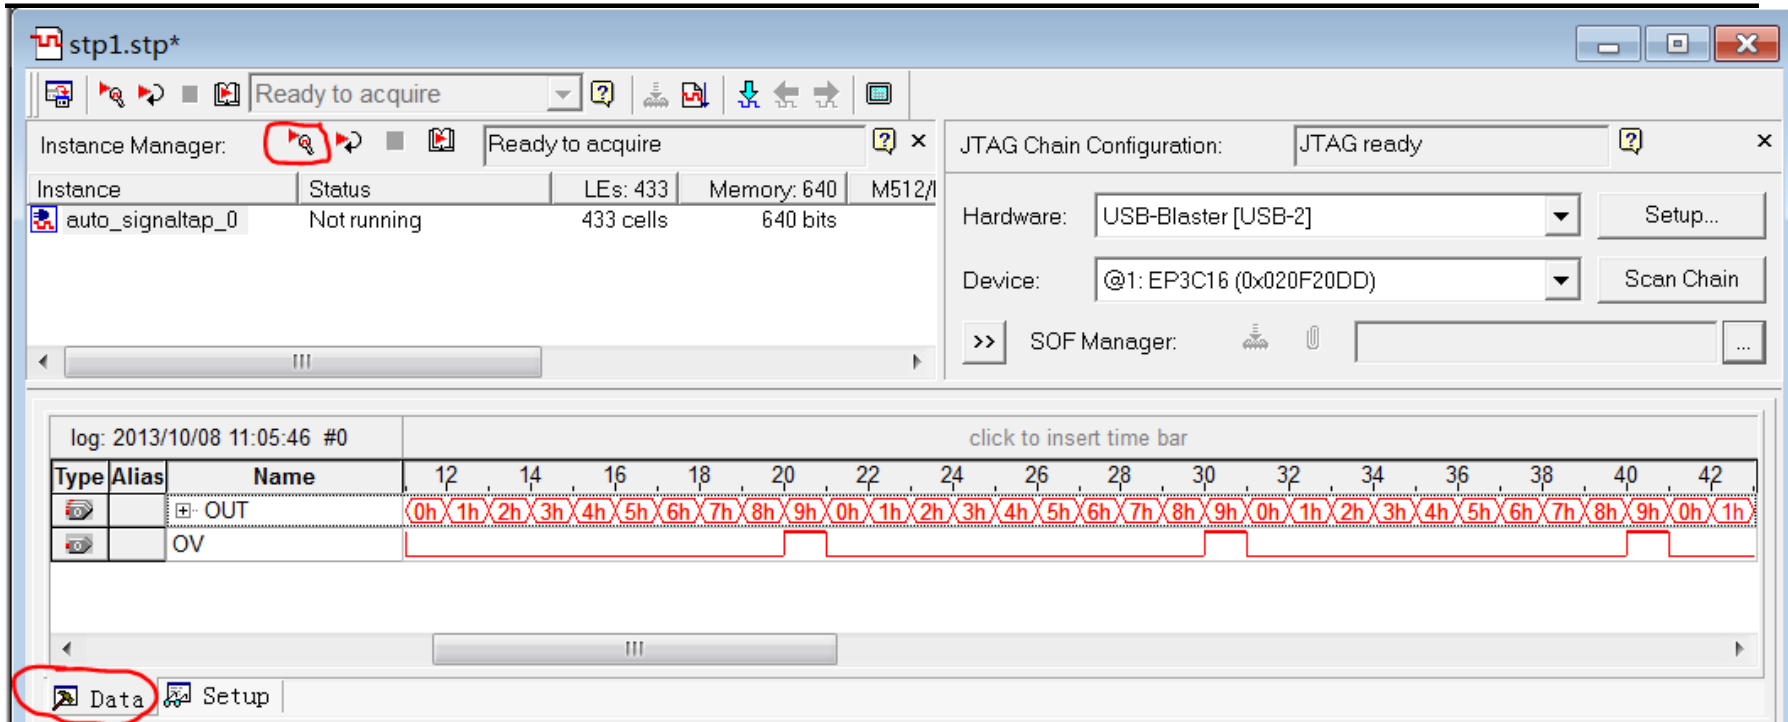 stp1.stp*
Ready to acquire
Instance Manager: Ready to acquire
JTAG Chain Configuration: JTAG ready
Instance Status LEs: 433 Memory: 640
auto_signaltap_0 Not running 433 cells 640 bits
Hardware: USB-Blaster [USB-2] Setup...
Device: @1: EP3C16 (0x020F20DD) Scan Chain
>> SOF Manager: ...
log: 2013/10/08 11:05:46 #0 click to insert time bar
Type Alias Name 12 14 16 18 20 22 24 26 28 30 32 34 36 38 40 42
OUT 0h 1h 2h 3h 4h 5h 6h 7h 8h 9h 0h 1h 2h 3h 4h 5h 6h 7h 8h 9h 0h 1h 2h 3h 4h 5h 6h 7h 8h 9h 0h 1h
OV
Data Setup